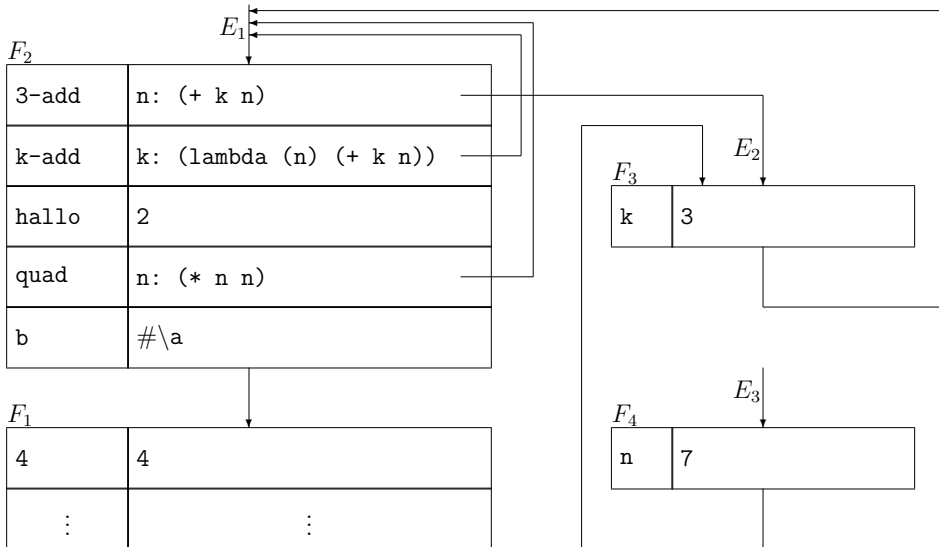 E₁
F₂
3-add n: (+ k n)
k-add k: (lambda (n) (+ k n))
hallo 2
quad n: (* n n)
b #\a
E₂
F₃
k 3
F₁
4 4
⋮ ⋮
E₃
F₄
n 7